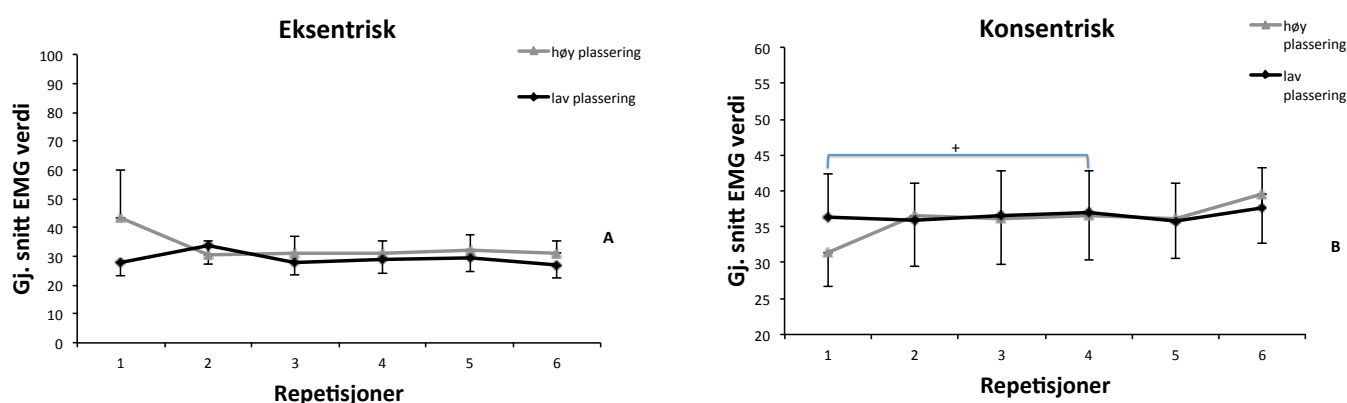 Eksentrisk
høy plassering
lav plassering
Gj. snitt EMG verdi
100
90
80
70
60
50
40
30
20
10
0
1 2 3 4 5 6
Repetisjoner
A
Konsentrisk
høy
plassering
lav
plassering
Gj. snitt EMG verdi
60
55
50
45
40
35
30
25
20
+
1 2 3 4 5 6
Repetisjoner
B